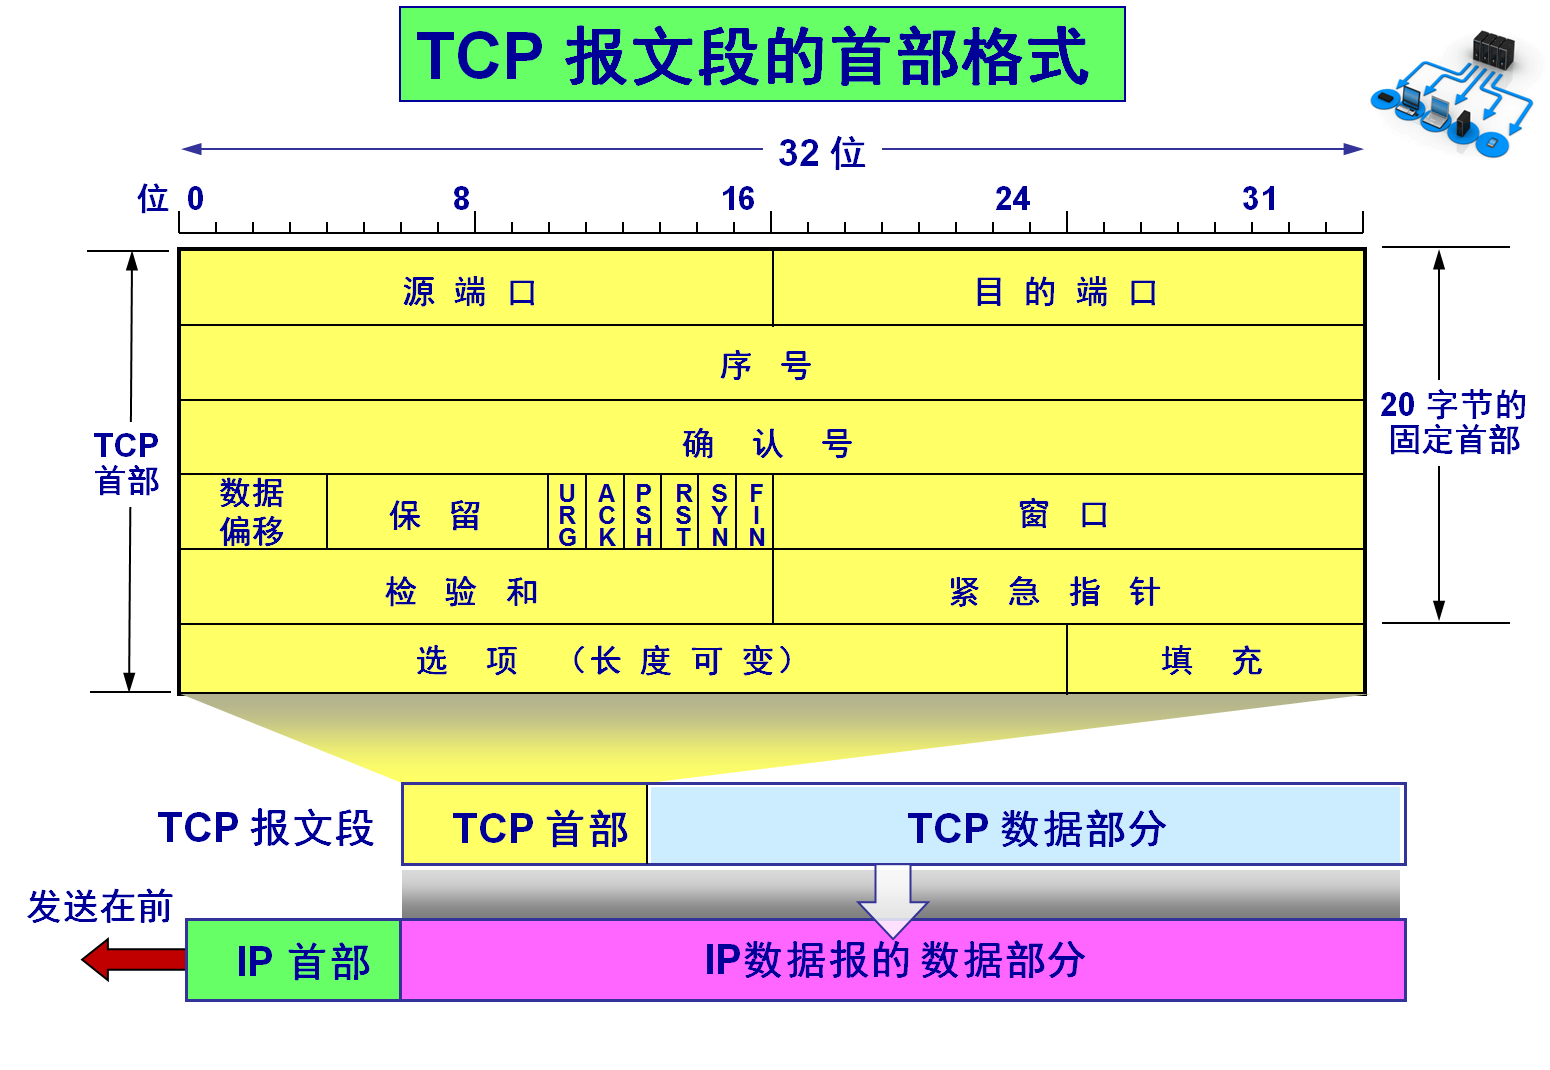 TCP 报文段的首部格式
32 位
位 0 8 16 24 31
源 端 口 目 的 端 口
序 号
确 认 号
20 字节的
固定首部
TCP
首部
数据
偏移
保 留
URG
ACK
PSH
RST
SYN
FIN
窗 口
检 验 和 紧 急 指 针
选 项 （长 度 可 变） 填 充
TCP 报文段 TCP 首部 TCP 数据部分
发送在前
IP 首部 IP数据报的 数据部分